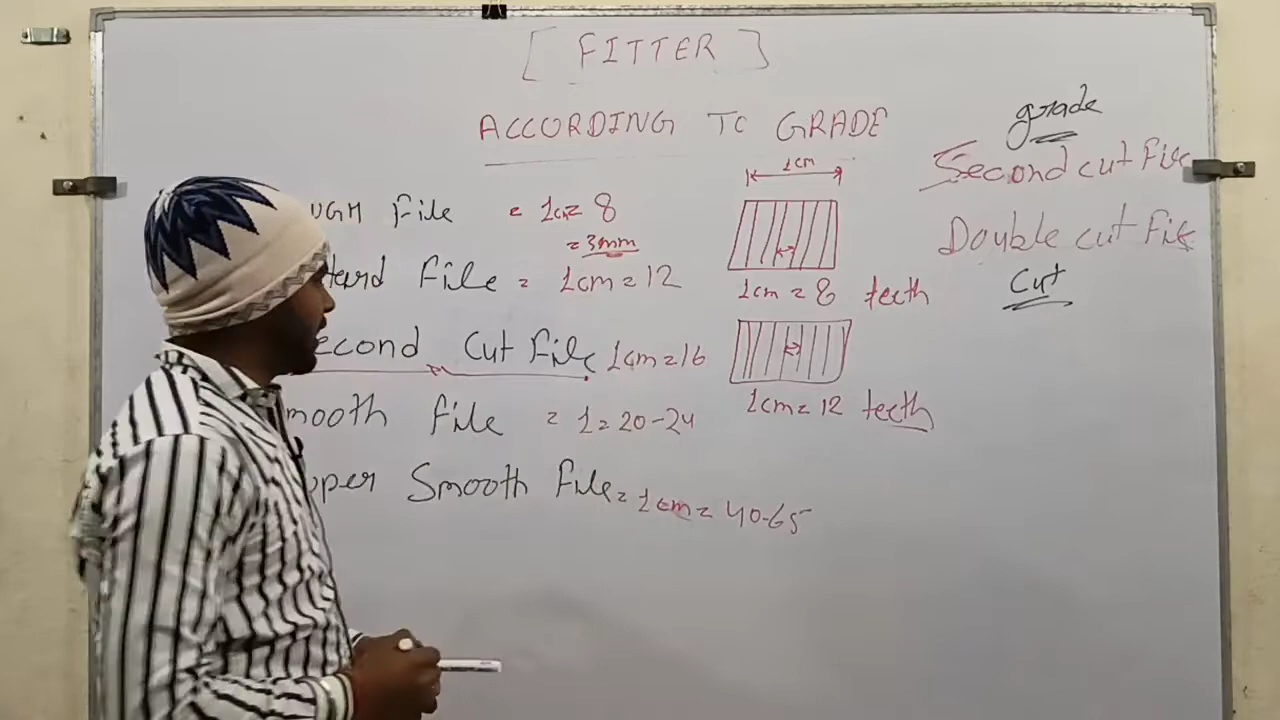 [ FITTER ]
ACCORDING TO GRADE
UGH File = 1cm= 8
= 3mm
dard File = 1cm=12
econd Cut File 1cm=16
mooth File = 1=20-24
uper Smooth File= 1cm= 40-65
1cm
1cm=8 teeth
1cm=12 teeth
grade
Second cut File
Double cut File
Cut